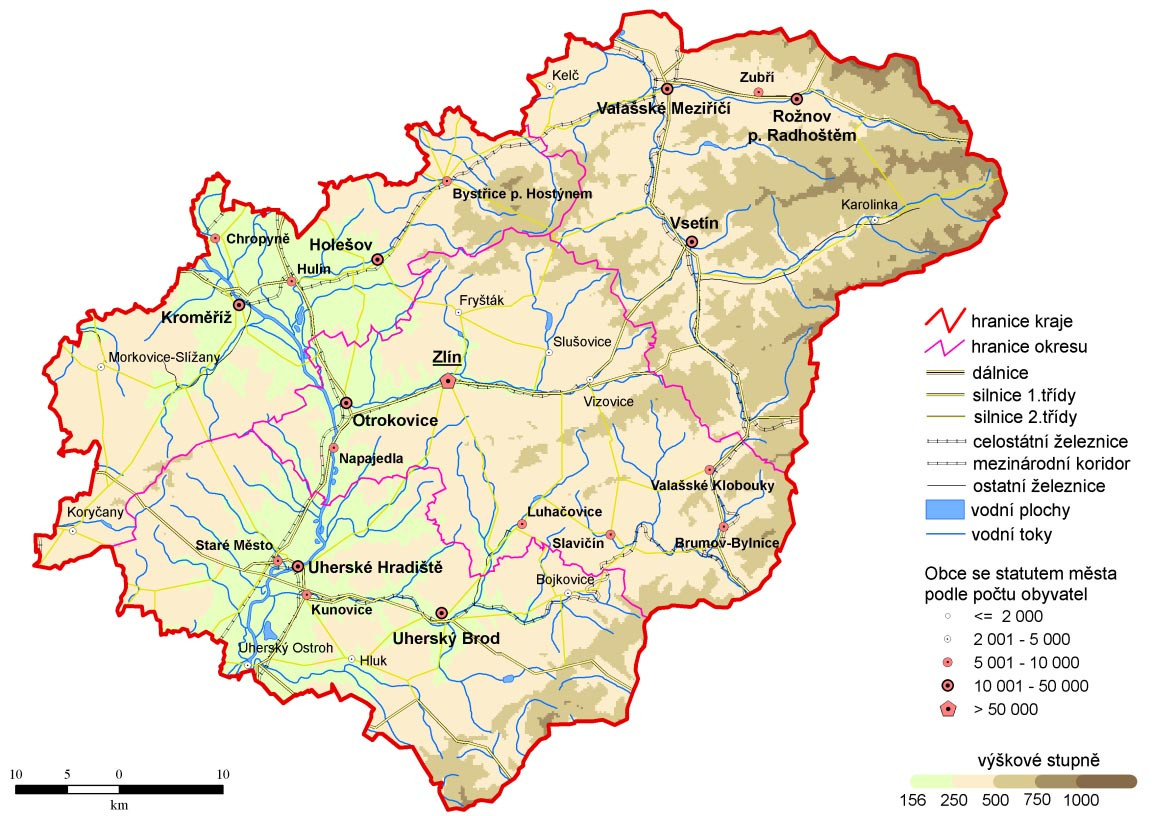 Kelč
Zubří
Valašské Meziříčí
Rožnov
p. Radhoštěm
Bystřice p. Hostýnem
Karolinka
Vsetín
Chropyně
Holešov
Hulín
Kroměříž
Fryšták
Slušovice
Morkovice-Slížany
Zlín
Vizovice
Otrokovice
Napajedla
Valašské Klobouky
Koryčany
Luhačovice
Staré Město
Slavičín
Brumov-Bylnice
Uherské Hradiště
Bojkovice
Kunovice
Uherský Brod
Uherský Ostroh
Hluk
hranice kraje
hranice okresu
dálnice
silnice 1.třídy
silnice 2.třídy
celostátní železnice
mezinárodní koridor
ostatní železnice
vodní plochy
vodní toky
Obce se statutem města
podle počtu obyvatel
<= 2 000
2 001 - 5 000
5 001 - 10 000
10 001 - 50 000
> 50 000
výškové stupně
156 250 500 750 1000
10 5 0 10
km